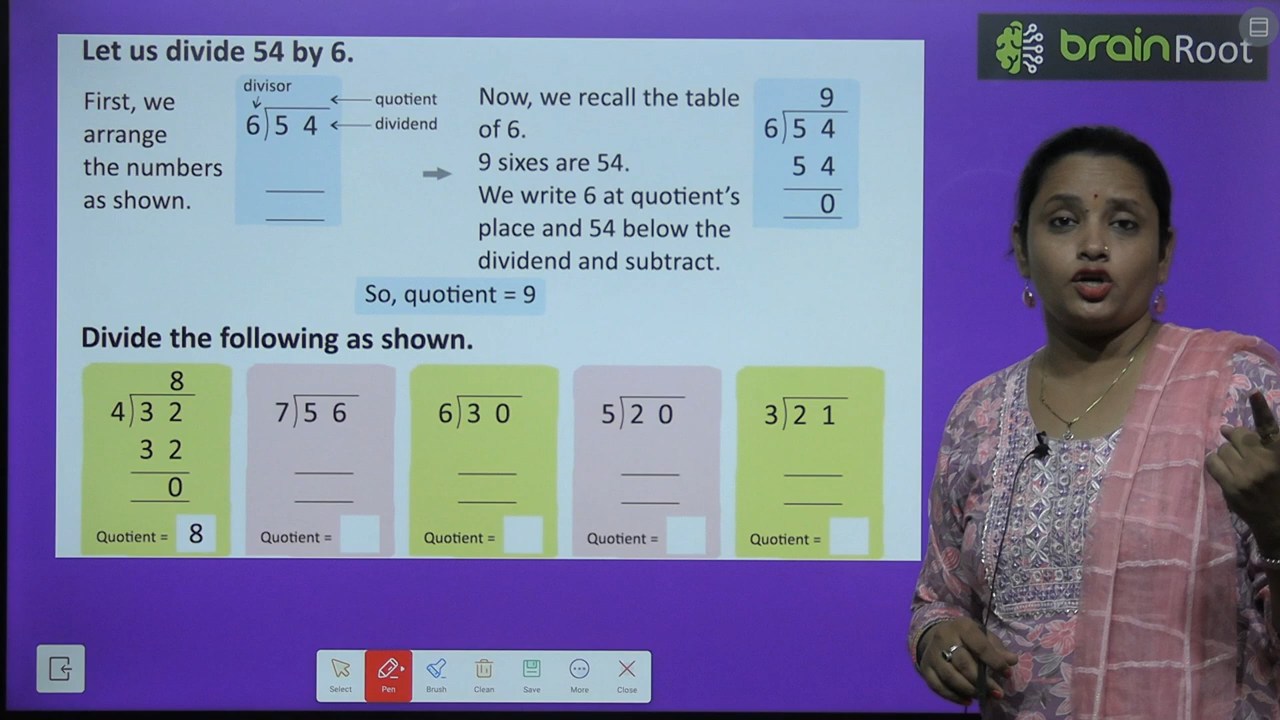 Let us divide 54 by 6.
First, we
arrange
the numbers
as shown.
divisor
quotient
6)5 4
dividend
Now, we recall the table
of 6.
9 sixes are 54.
We write 6 at quotient's
place and 54 below the
dividend and subtract.
9
6)5 4
5 4
0
So, quotient = 9
Divide the following as shown.
8
4)3 2
3 2
0
Quotient = 8
7)5 6
Quotient =
6)3 0
Quotient =
5)2 0
Quotient =
3)2 1
Quotient =
brainRoot
Select
Pen
Brush
Clean
Save
More
Close